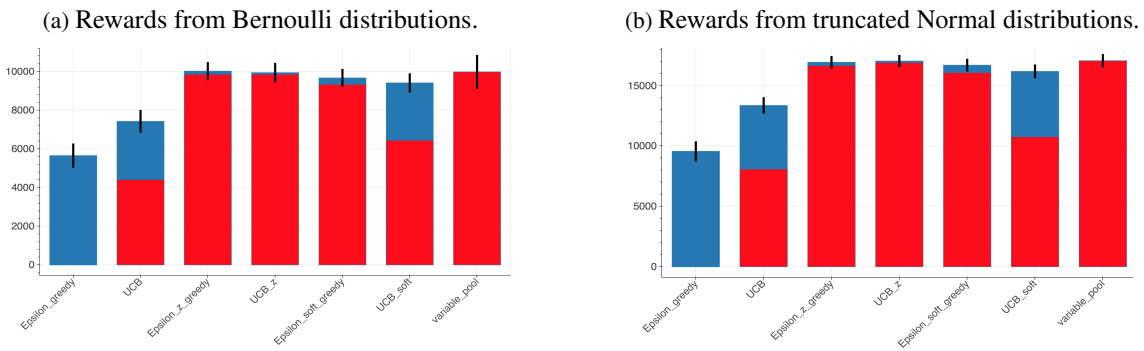 (a) Rewards from Bernoulli distributions.
10000
8000
6000
4000
2000
0
Epsilon_greedy
UCB
Epsilon_z_greedy
UCB_z
Epsilon_soft_greedy
UCB_soft
variable_pool
(b) Rewards from truncated Normal distributions.
15000
10000
5000
0
Epsilon_greedy
UCB
Epsilon_z_greedy
UCB_z
Epsilon_soft_greedy
UCB_soft
variable_pool